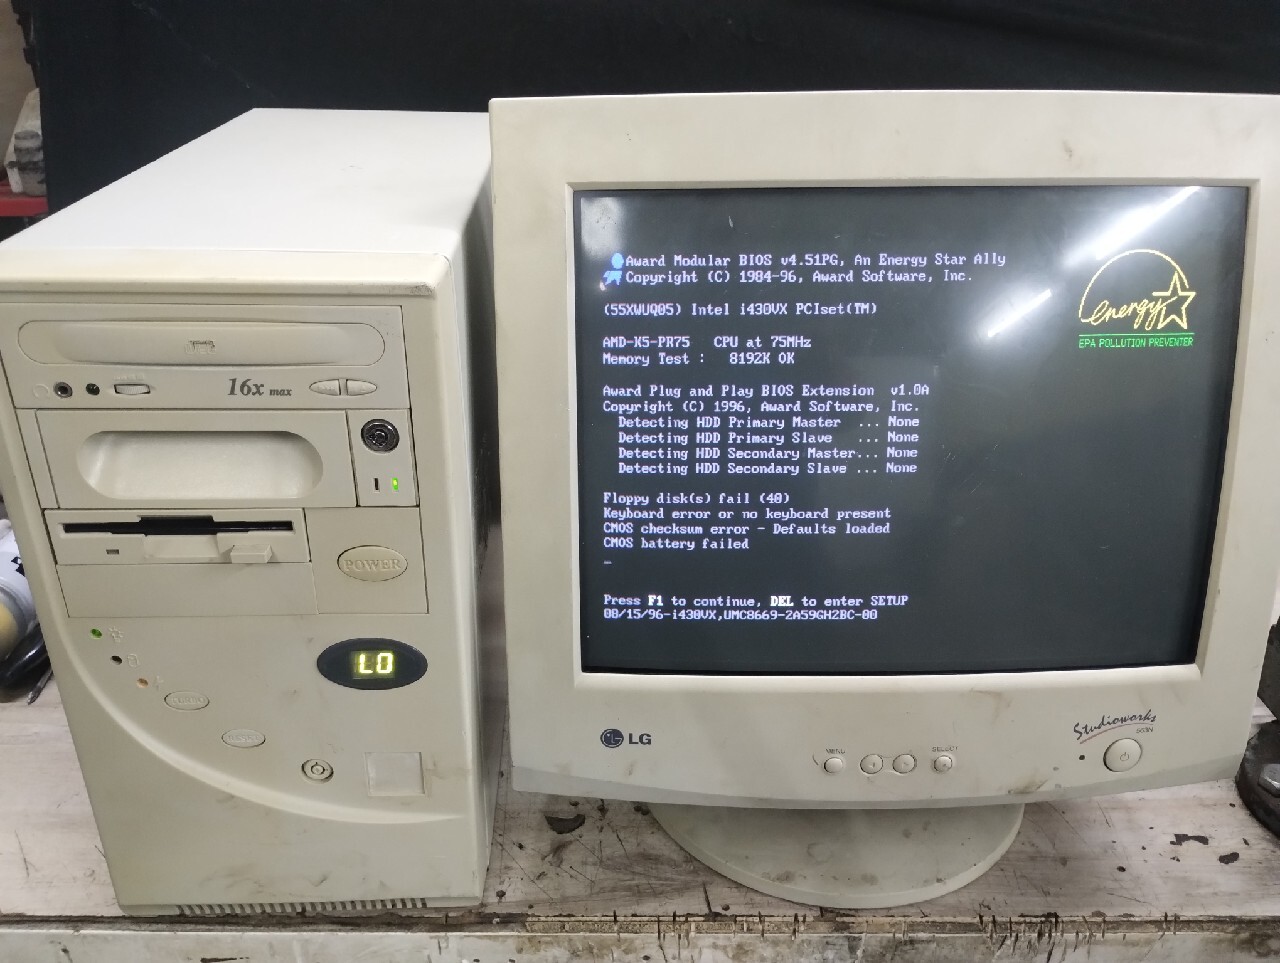 Award Modular BIOS v4.51PG, An Energy Star Ally
Copyright (C) 1984-96, Award Software, Inc.
(55XWUQ05) Intel i430VX PCIset(TM)
AMD-K5-PR75 CPU at 75MHz
Memory Test : 8192K OK
Award Plug and Play BIOS Extension v1.0A
Copyright (C) 1996, Award Software, Inc.
Detecting HDD Primary Master ... None
Detecting HDD Primary Slave ... None
Detecting HDD Secondary Master... None
Detecting HDD Secondary Slave ... None
Floppy disk(s) fail (40)
Keyboard error or no keyboard present
CMOS checksum error - Defaults loaded
CMOS battery failed
Press F1 to continue, DEL to enter SETUP
08/15/96-i430VX,UMC8669-2A59GH2BC-00
energy
EPA POLLUTION PREVENTER
16x max
POWER
LO
LG
MENU
SELECT
Studioworks